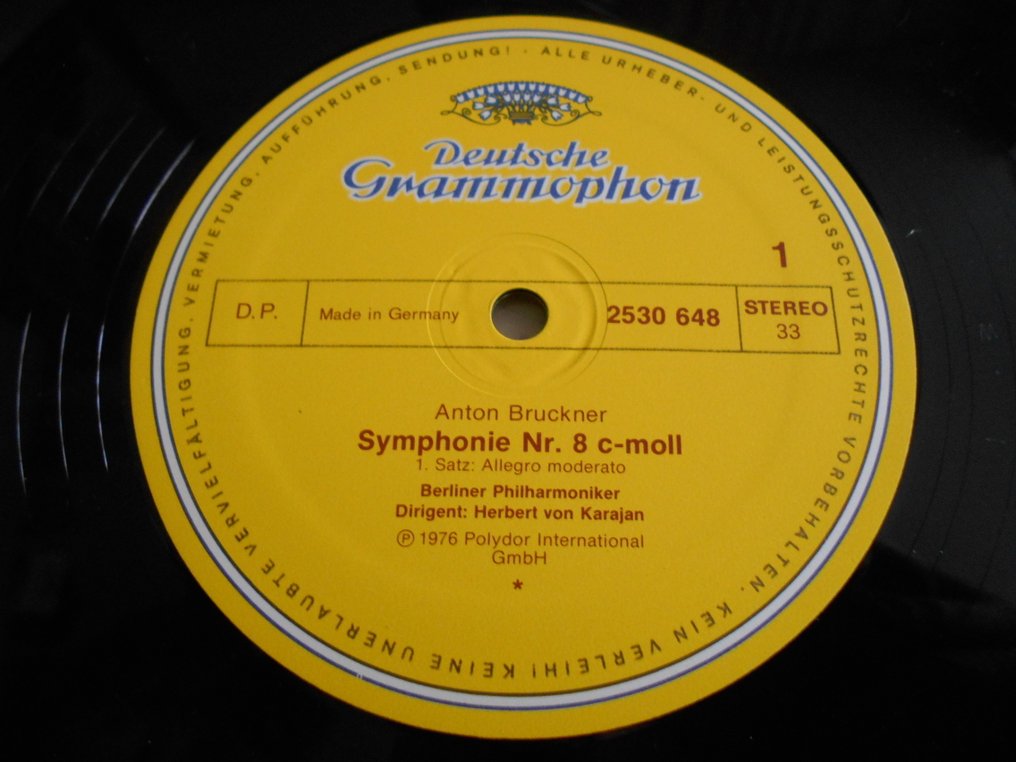 KEINE UNERLAUBTE VERVIELFÄLTIGUNG, VERMIETUNG, AUFFÜHRUNG, SENDUNG! · ALLE URHEBER- UND LEISTUNGSSCHUTZRECHTE VORBEHALTEN. KEIN VERLEIH!
Deutsche
Grammophon
1
D.P. Made in Germany 2530 648 STEREO
33
Anton Bruckner
Symphonie Nr. 8 c-moll
1. Satz: Allegro moderato
Berliner Philharmoniker
Dirigent: Herbert von Karajan
℗ 1976 Polydor International
GmbH
*